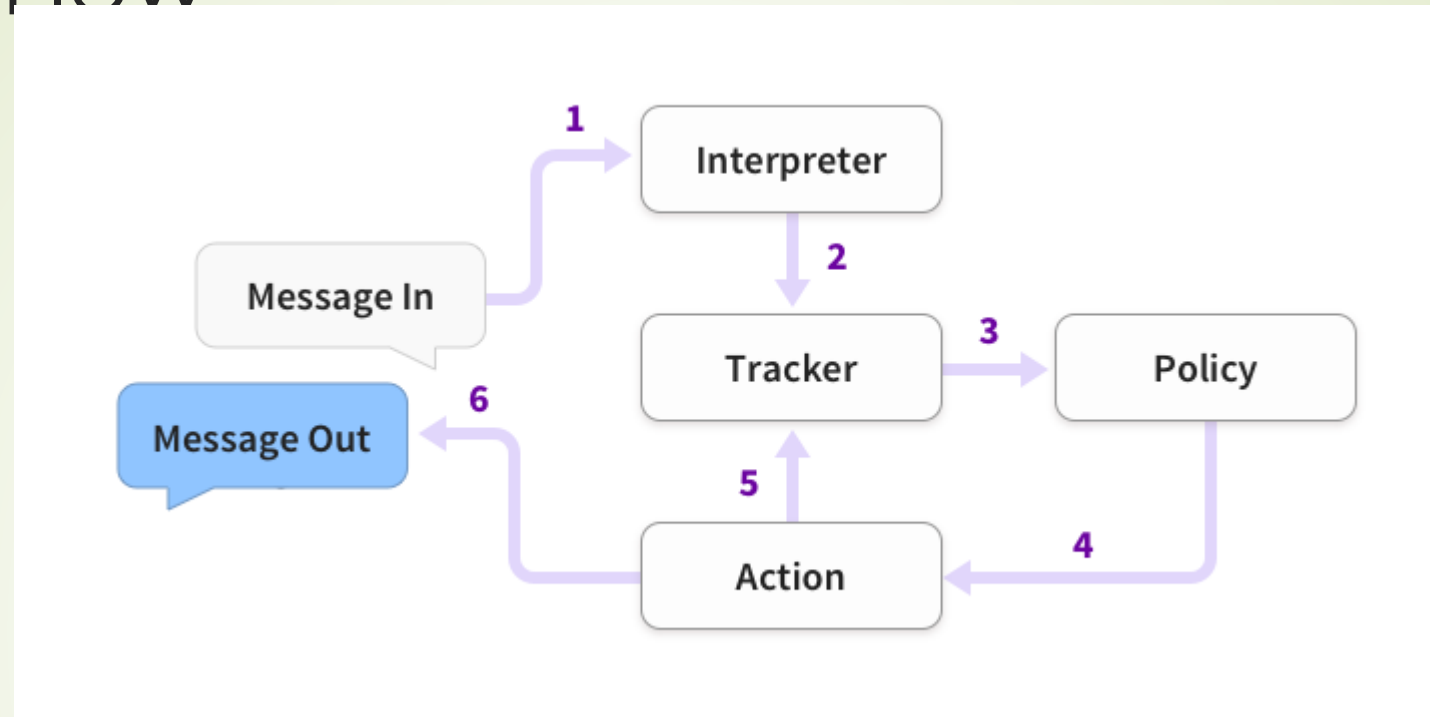 1
Interpreter
2
Message In
Tracker
3
Policy
6
Message Out
5
4
Action